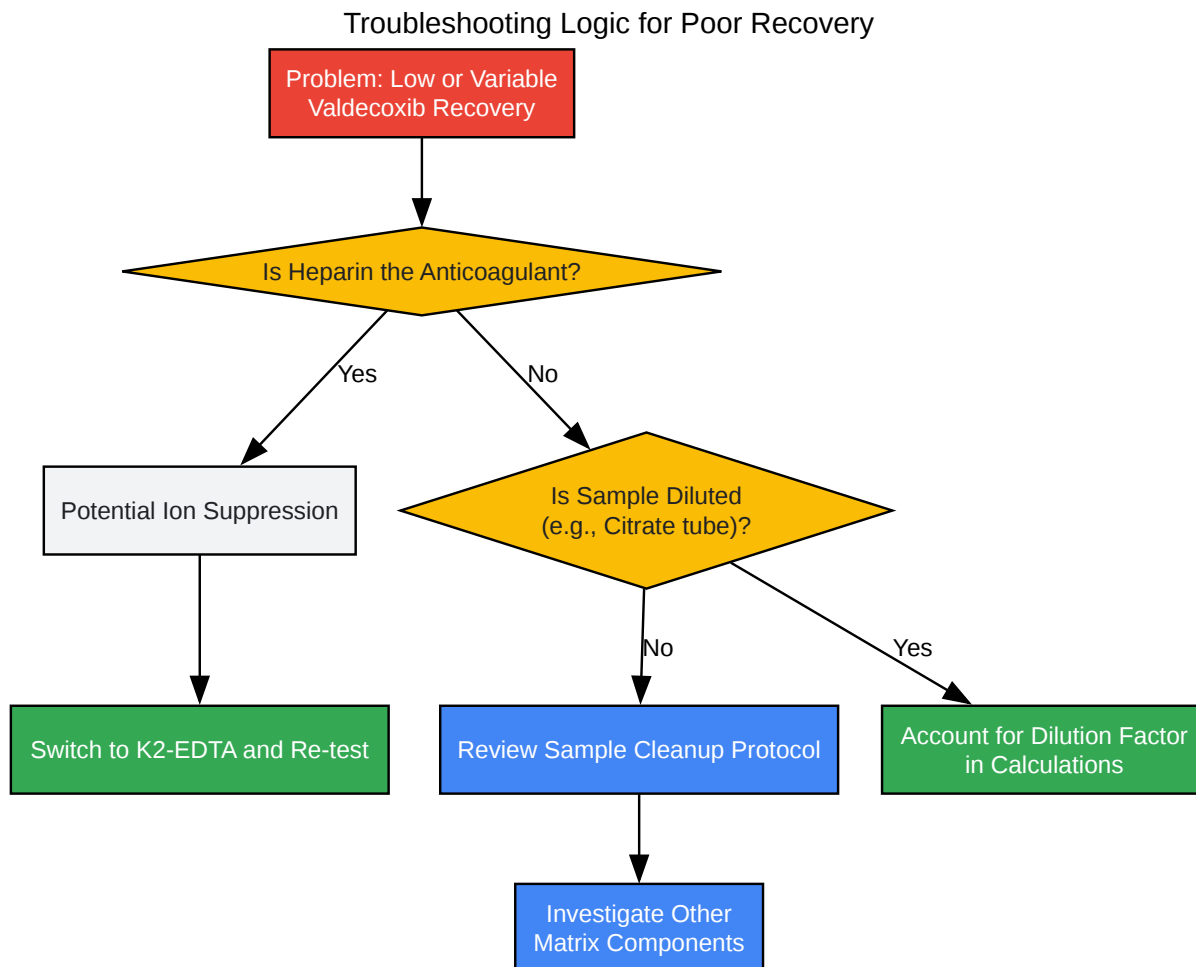 Troubleshooting Logic for Poor Recovery
Problem: Low or Variable
Valdecoxib Recovery
Is Heparin the Anticoagulant?
Yes
No
Potential Ion Suppression
Is Sample Diluted
(e.g., Citrate tube)?
No
Yes
Switch to K2-EDTA and Re-test
Review Sample Cleanup Protocol
Account for Dilution Factor
in Calculations
Investigate Other
Matrix Components